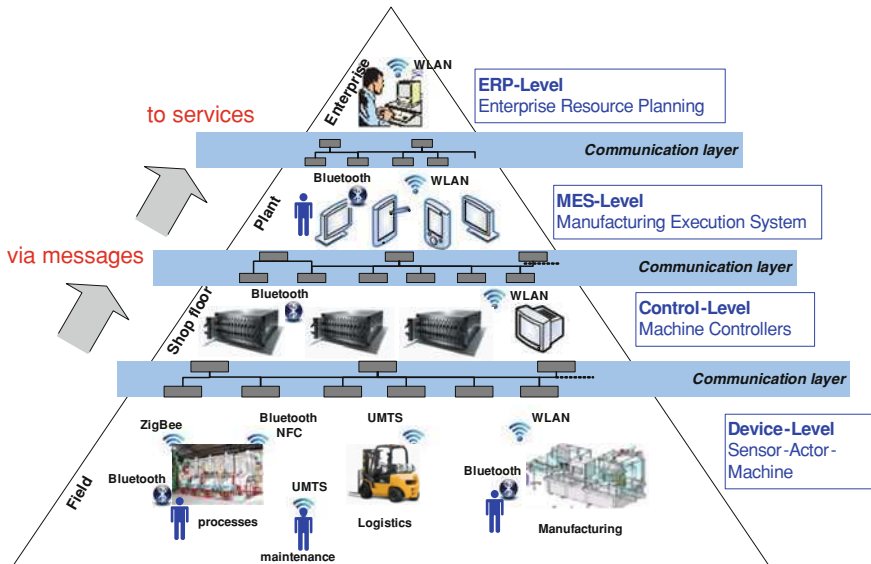 Enterprise
WLAN
ERP-Level
Enterprise Resource Planning
to services
Communication layer
Plant
Bluetooth
WLAN
MES-Level
Manufacturing Execution System
via messages
Communication layer
Shop floor
Bluetooth
WLAN
Control-Level
Machine Controllers
Communication layer
Field
ZigBee
Bluetooth
NFC
UMTS
WLAN
Device-Level
Sensor-Actor-
Machine
Bluetooth
UMTS
Bluetooth
processes
Logistics
Manufacturing
maintenance